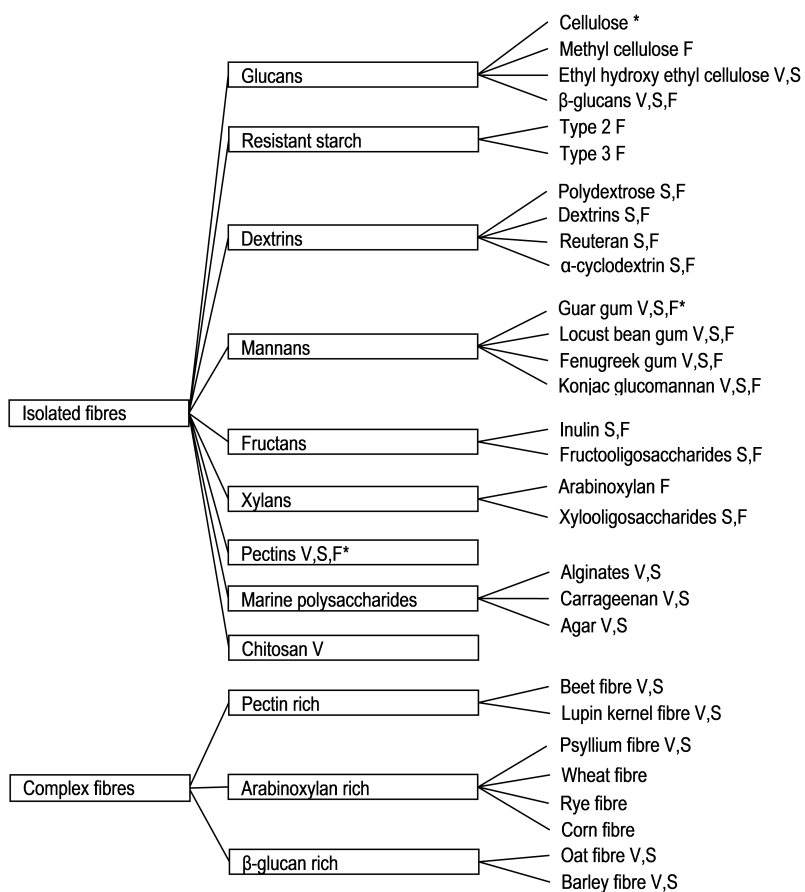 Isolated fibres
Glucans
Cellulose *
Methyl cellulose F
Ethyl hydroxy ethyl cellulose V,S
β-glucans V,S,F
Resistant starch
Type 2 F
Type 3 F
Dextrins
Polydextrose S,F
Dextrins S,F
Reuteran S,F
α-cyclodextrin S,F
Mannans
Guar gum V,S,F*
Locust bean gum V,S,F
Fenugreek gum V,S,F
Konjac glucomannan V,S,F
Fructans
Inulin S,F
Fructooligosaccharides S,F
Xylans
Arabinoxylan F
Xylooligosaccharides S,F
Pectins V,S,F*
Marine polysaccharides
Alginates V,S
Carrageenan V,S
Agar V,S
Chitosan V
Complex fibres
Pectin rich
Beet fibre V,S
Lupin kernel fibre V,S
Arabinoxylan rich
Psyllium fibre V,S
Wheat fibre
Rye fibre
Corn fibre
β-glucan rich
Oat fibre V,S
Barley fibre V,S